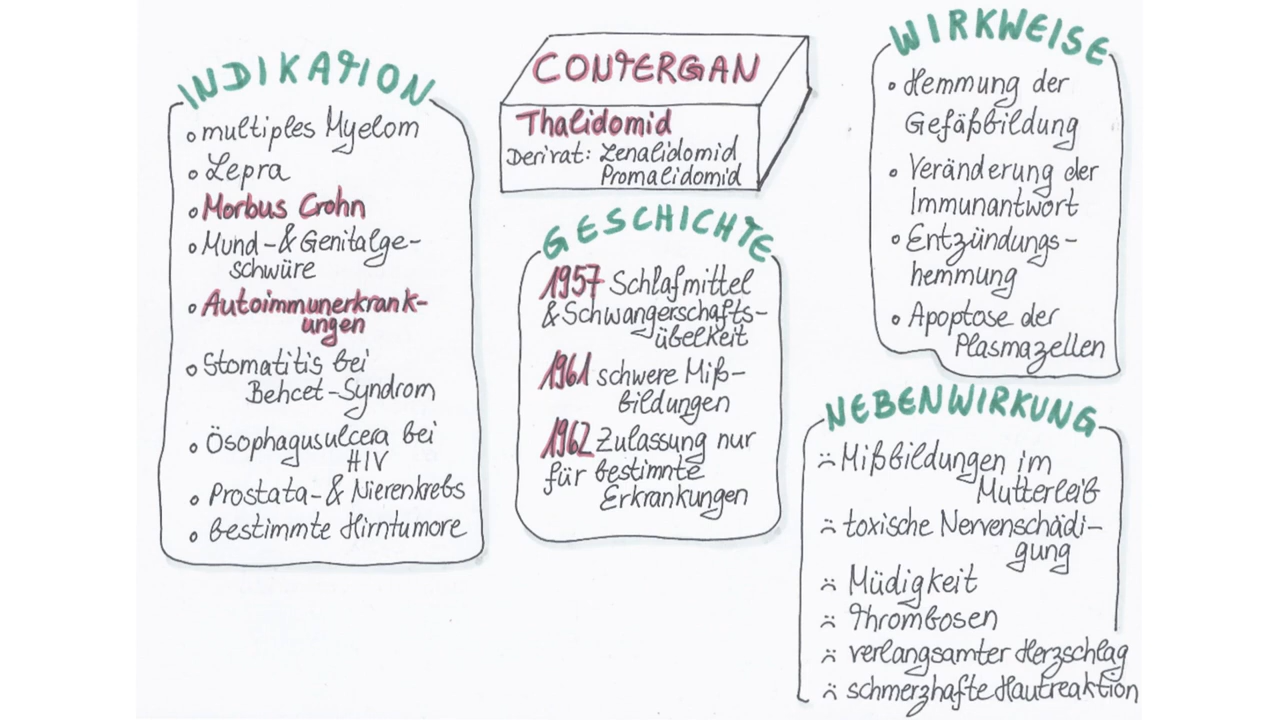 INDIKATION
multiples Myelom
Lepra
Morbus Crohn
Mund-& Genitalge-
schwüre
Autoimmunerkrank-
ungen
Stomatitis bei
Behcet-Syndrom
Ösophagusulcera bei
HIV
Prostata-& Nierenkrebs
bestimmte Hirntumore
CONTERGAN
Thalidomid
Derivat: Lenalidomid
Promalidomid
GESCHICHTE
1957 Schlafmittel
& Schwangerschafts-
übelkeit
1961 schwere Miß-
bildungen
1962 Zulassung nur
für bestimmte
Erkrankungen
WIRKWEISE
Hemmung der
Gefäßbildung
Veränderung der
Immunantwort
Entzündungs-
hemmung
Apoptose der
Plasmazellen
NEBENWIRKUNG
Mißbildungen im
Mutterleib
toxische Nervenschädi-
gung
Müdigkeit
Thrombosen
verlangsamter Herzschlag
schmerzhafte Hautreaktion